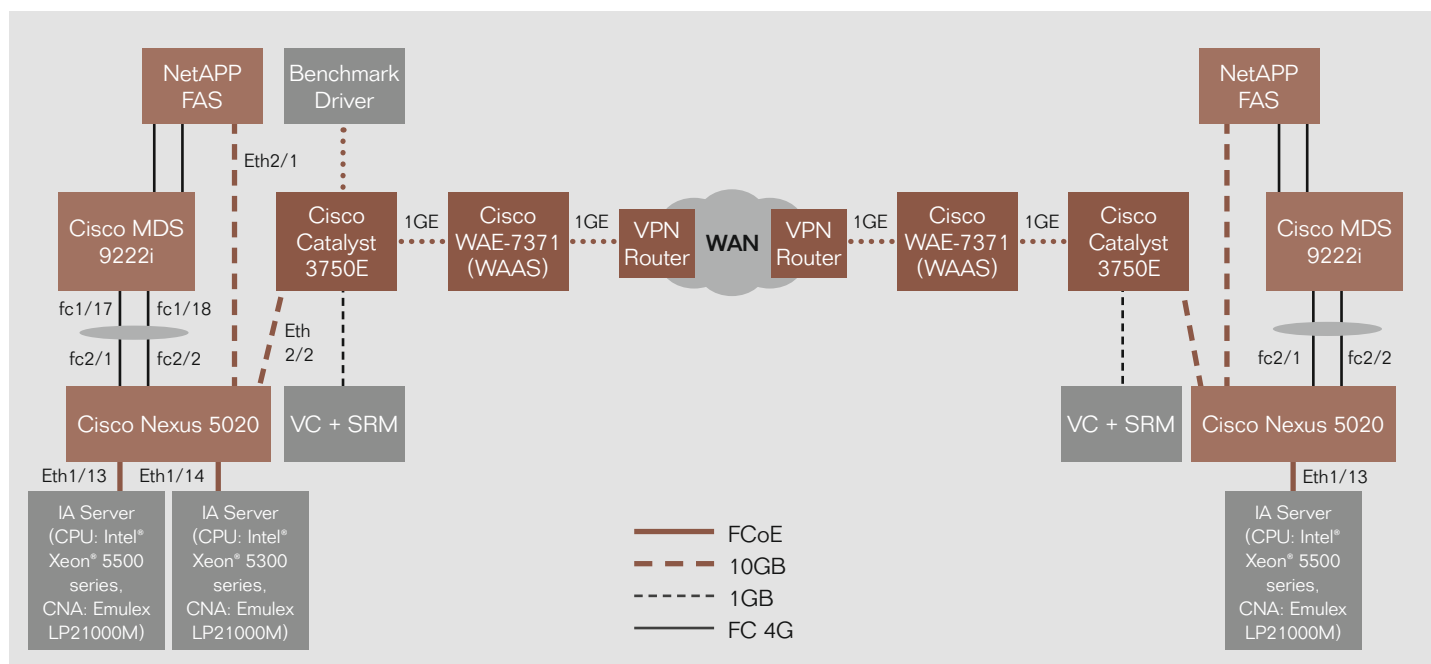 NetAPP
FAS
Benchmark
Driver
NetAPP
FAS
Eth2/1
Cisco MDS
9222i
Cisco
Catalyst
3750E
1GE
Cisco
WAE-7371
(WAAS)
1GE
VPN
Router
WAN
VPN
Router
1GE
Cisco
WAE-7371
(WAAS)
1GE
Cisco
Catalyst
3750E
Cisco MDS
9222i
fc1/17
fc1/18
fc2/1
fc2/2
Eth
2/2
fc2/1
fc2/2
Cisco Nexus 5020
VC + SRM
VC + SRM
Cisco Nexus 5020
Eth1/13
Eth1/14
Eth1/13
IA Server
(CPU: Intel®
Xeon® 5500
series,
CNA: Emulex
LP21000M)
IA Server
(CPU: Intel®
Xeon® 5300
series,
CNA: Emulex
LP21000M)
FCoE
10GB
1GB
FC 4G
IA Server
(CPU: Intel®
Xeon® 5500
series,
CNA: Emulex
LP21000M)